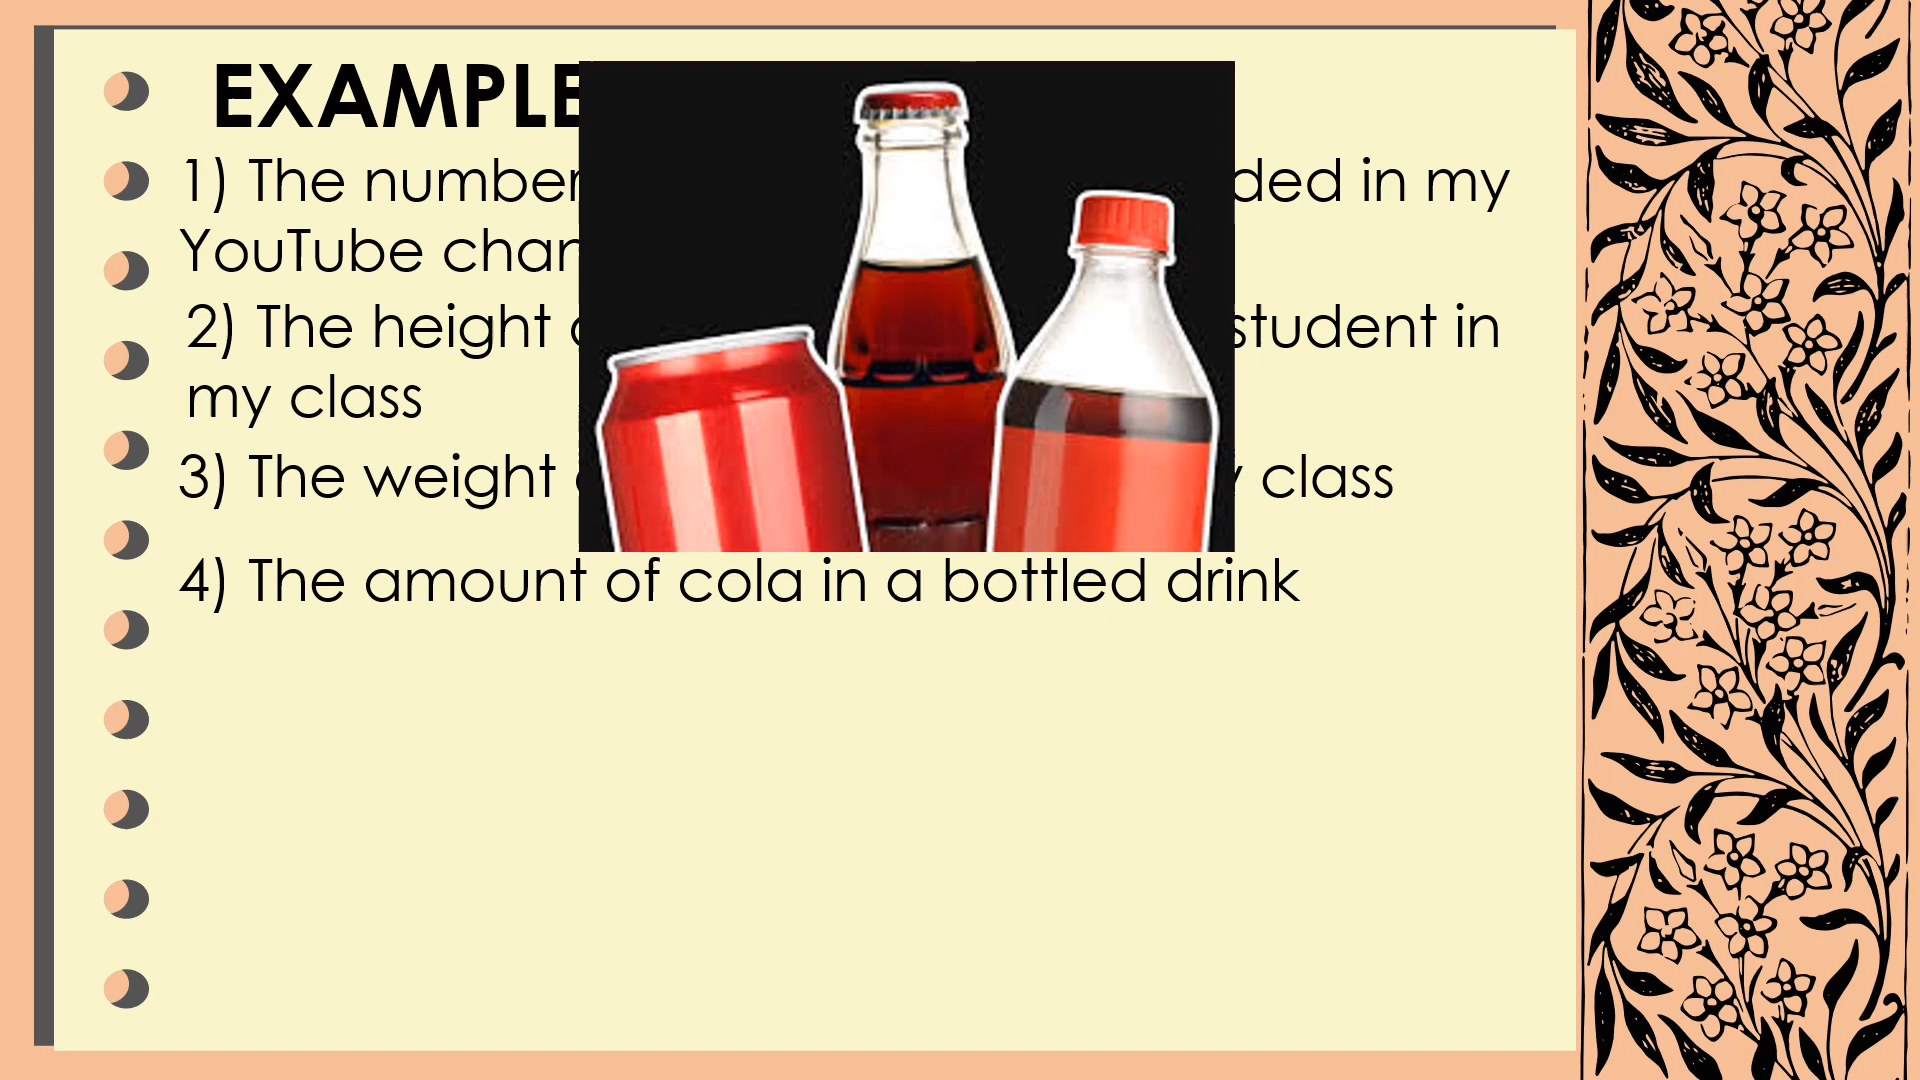 EXAMPLE
1) The number ded in my
YouTube chan
2) The height student in
my class
3) The weight class
4) The amount of cola in a bottled drink